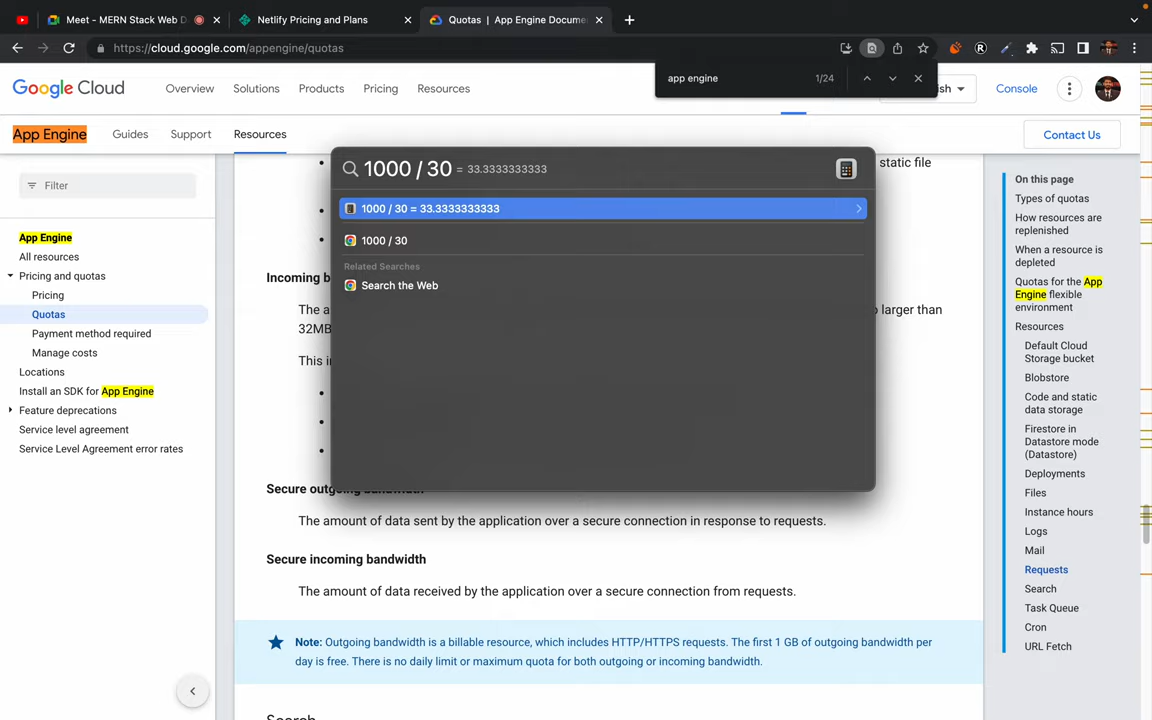 Meet - MERN Stack Web D
Netlify Pricing and Plans
Quotas | App Engine Docume
https://cloud.google.com/appengine/quotas
app engine
1/24
Google Cloud
Overview
Solutions
Products
Pricing
Resources
sh
Console
App Engine
Guides
Support
Resources
Contact Us
Filter
App Engine
All resources
Pricing and quotas
Pricing
Quotas
Payment method required
Manage costs
Locations
Install an SDK for App Engine
Feature deprecations
Service level agreement
Service Level Agreement error rates
1000 / 30 = 33.3333333333
1000 / 30 = 33.3333333333
1000 / 30
Related Searches
Search the Web
static file
Incoming b
The a
larger than
32MB
This i
Secure outgoing bandwidth
The amount of data sent by the application over a secure connection in response to requests.
Secure incoming bandwidth
The amount of data received by the application over a secure connection from requests.
Note: Outgoing bandwidth is a billable resource, which includes HTTP/HTTPS requests. The first 1 GB of outgoing bandwidth per
day is free. There is no daily limit or maximum quota for both outgoing or incoming bandwidth.
Search
On this page
Types of quotas
How resources are
replenished
When a resource is
depleted
Quotas for the App
Engine flexible
environment
Resources
Default Cloud
Storage bucket
Blobstore
Code and static
data storage
Firestore in
Datastore mode
(Datastore)
Deployments
Files
Instance hours
Logs
Mail
Requests
Search
Task Queue
Cron
URL Fetch